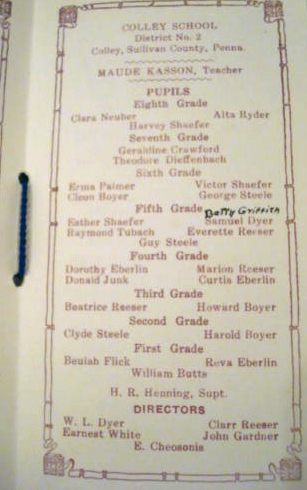 COLLEY SCHOOL
District No. 2
Colley, Sullivan County, Penna.
MAUDE KASSON, Teacher
PUPILS
Eighth Grade
Clara Neuber Alta Ryder
Harvey Shaefer
Seventh Grade
Geraldine Crawford
Theodore Dieffenbach
Sixth Grade
Erma Palmer Victor Shaefer
Cleon Boyer George Steele
Fifth Grade Betty Griffith
Esther Shaefer Samuel Dyer
Raymond Tubach Everette Reeser
Guy Steele
Fourth Grade
Dorothy Eberlin Marion Reeser
Donald Junk Curtis Eberlin
Third Grade
Beatrice Reeser Howard Boyer
Second Grade
Clyde Steele Harold Boyer
First Grade
Beulah Flick Reva Eberlin
William Botts
H. R. Henning, Supt.
DIRECTORS
W. L. Dyer Clarr Reeser
Earnest White John Gardner
E. Cheosonis